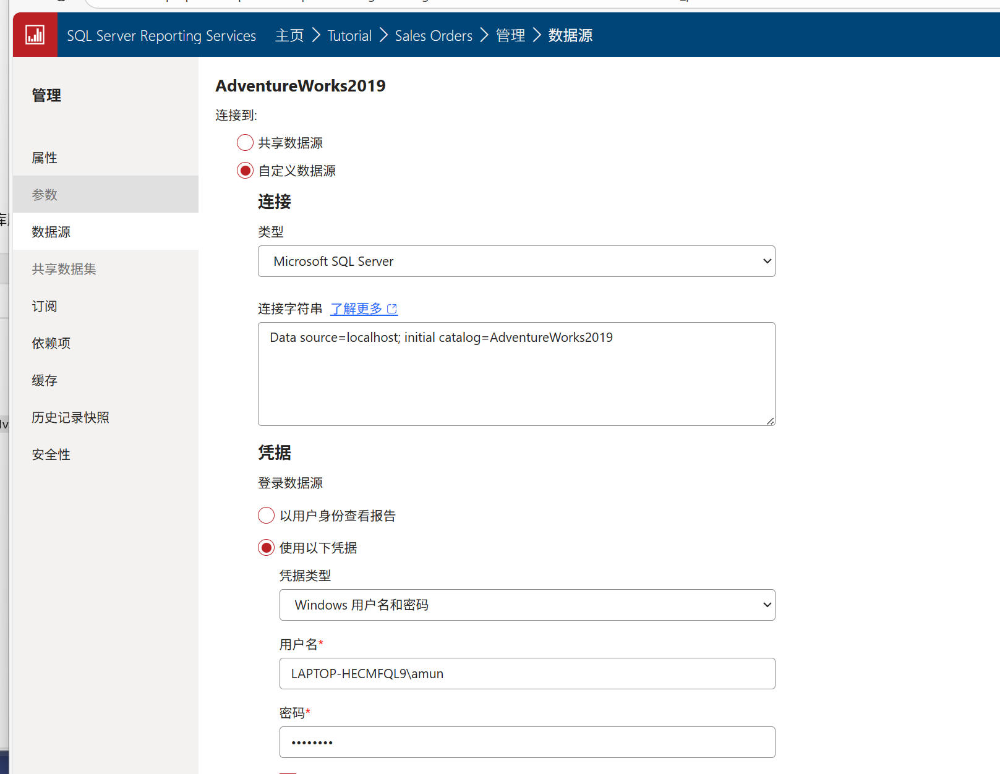 SQL Server Reporting Services 主页 > Tutorial > Sales Orders > 管理 > 数据源
管理
属性
参数
数据源
共享数据集
订阅
依赖项
缓存
历史记录快照
安全性
AdventureWorks2019
连接到:
共享数据源
自定义数据源
连接
类型
Microsoft SQL Server
连接字符串 了解更多
Data source=localhost; initial catalog=AdventureWorks2019
凭据
登录数据源
以用户身份查看报告
使用以下凭据
凭据类型
Windows 用户名和密码
用户名*
LAPTOP-HECMFQL9\amun
密码*
••••••••